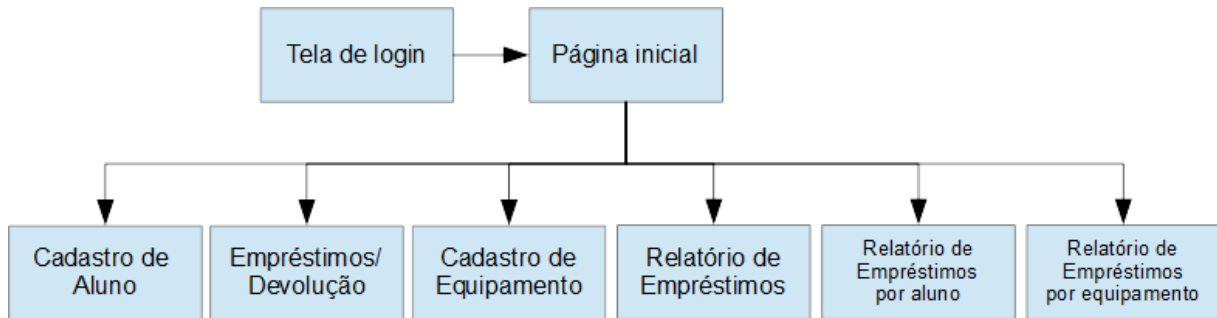 Tela de login
Página inicial
Cadastro de
Aluno
Empréstimos/
Devolução
Cadastro de
Equipamento
Relatório de
Empréstimos
Relatório de
Empréstimos
por aluno
Relatório de
Empréstimos
por equipamento